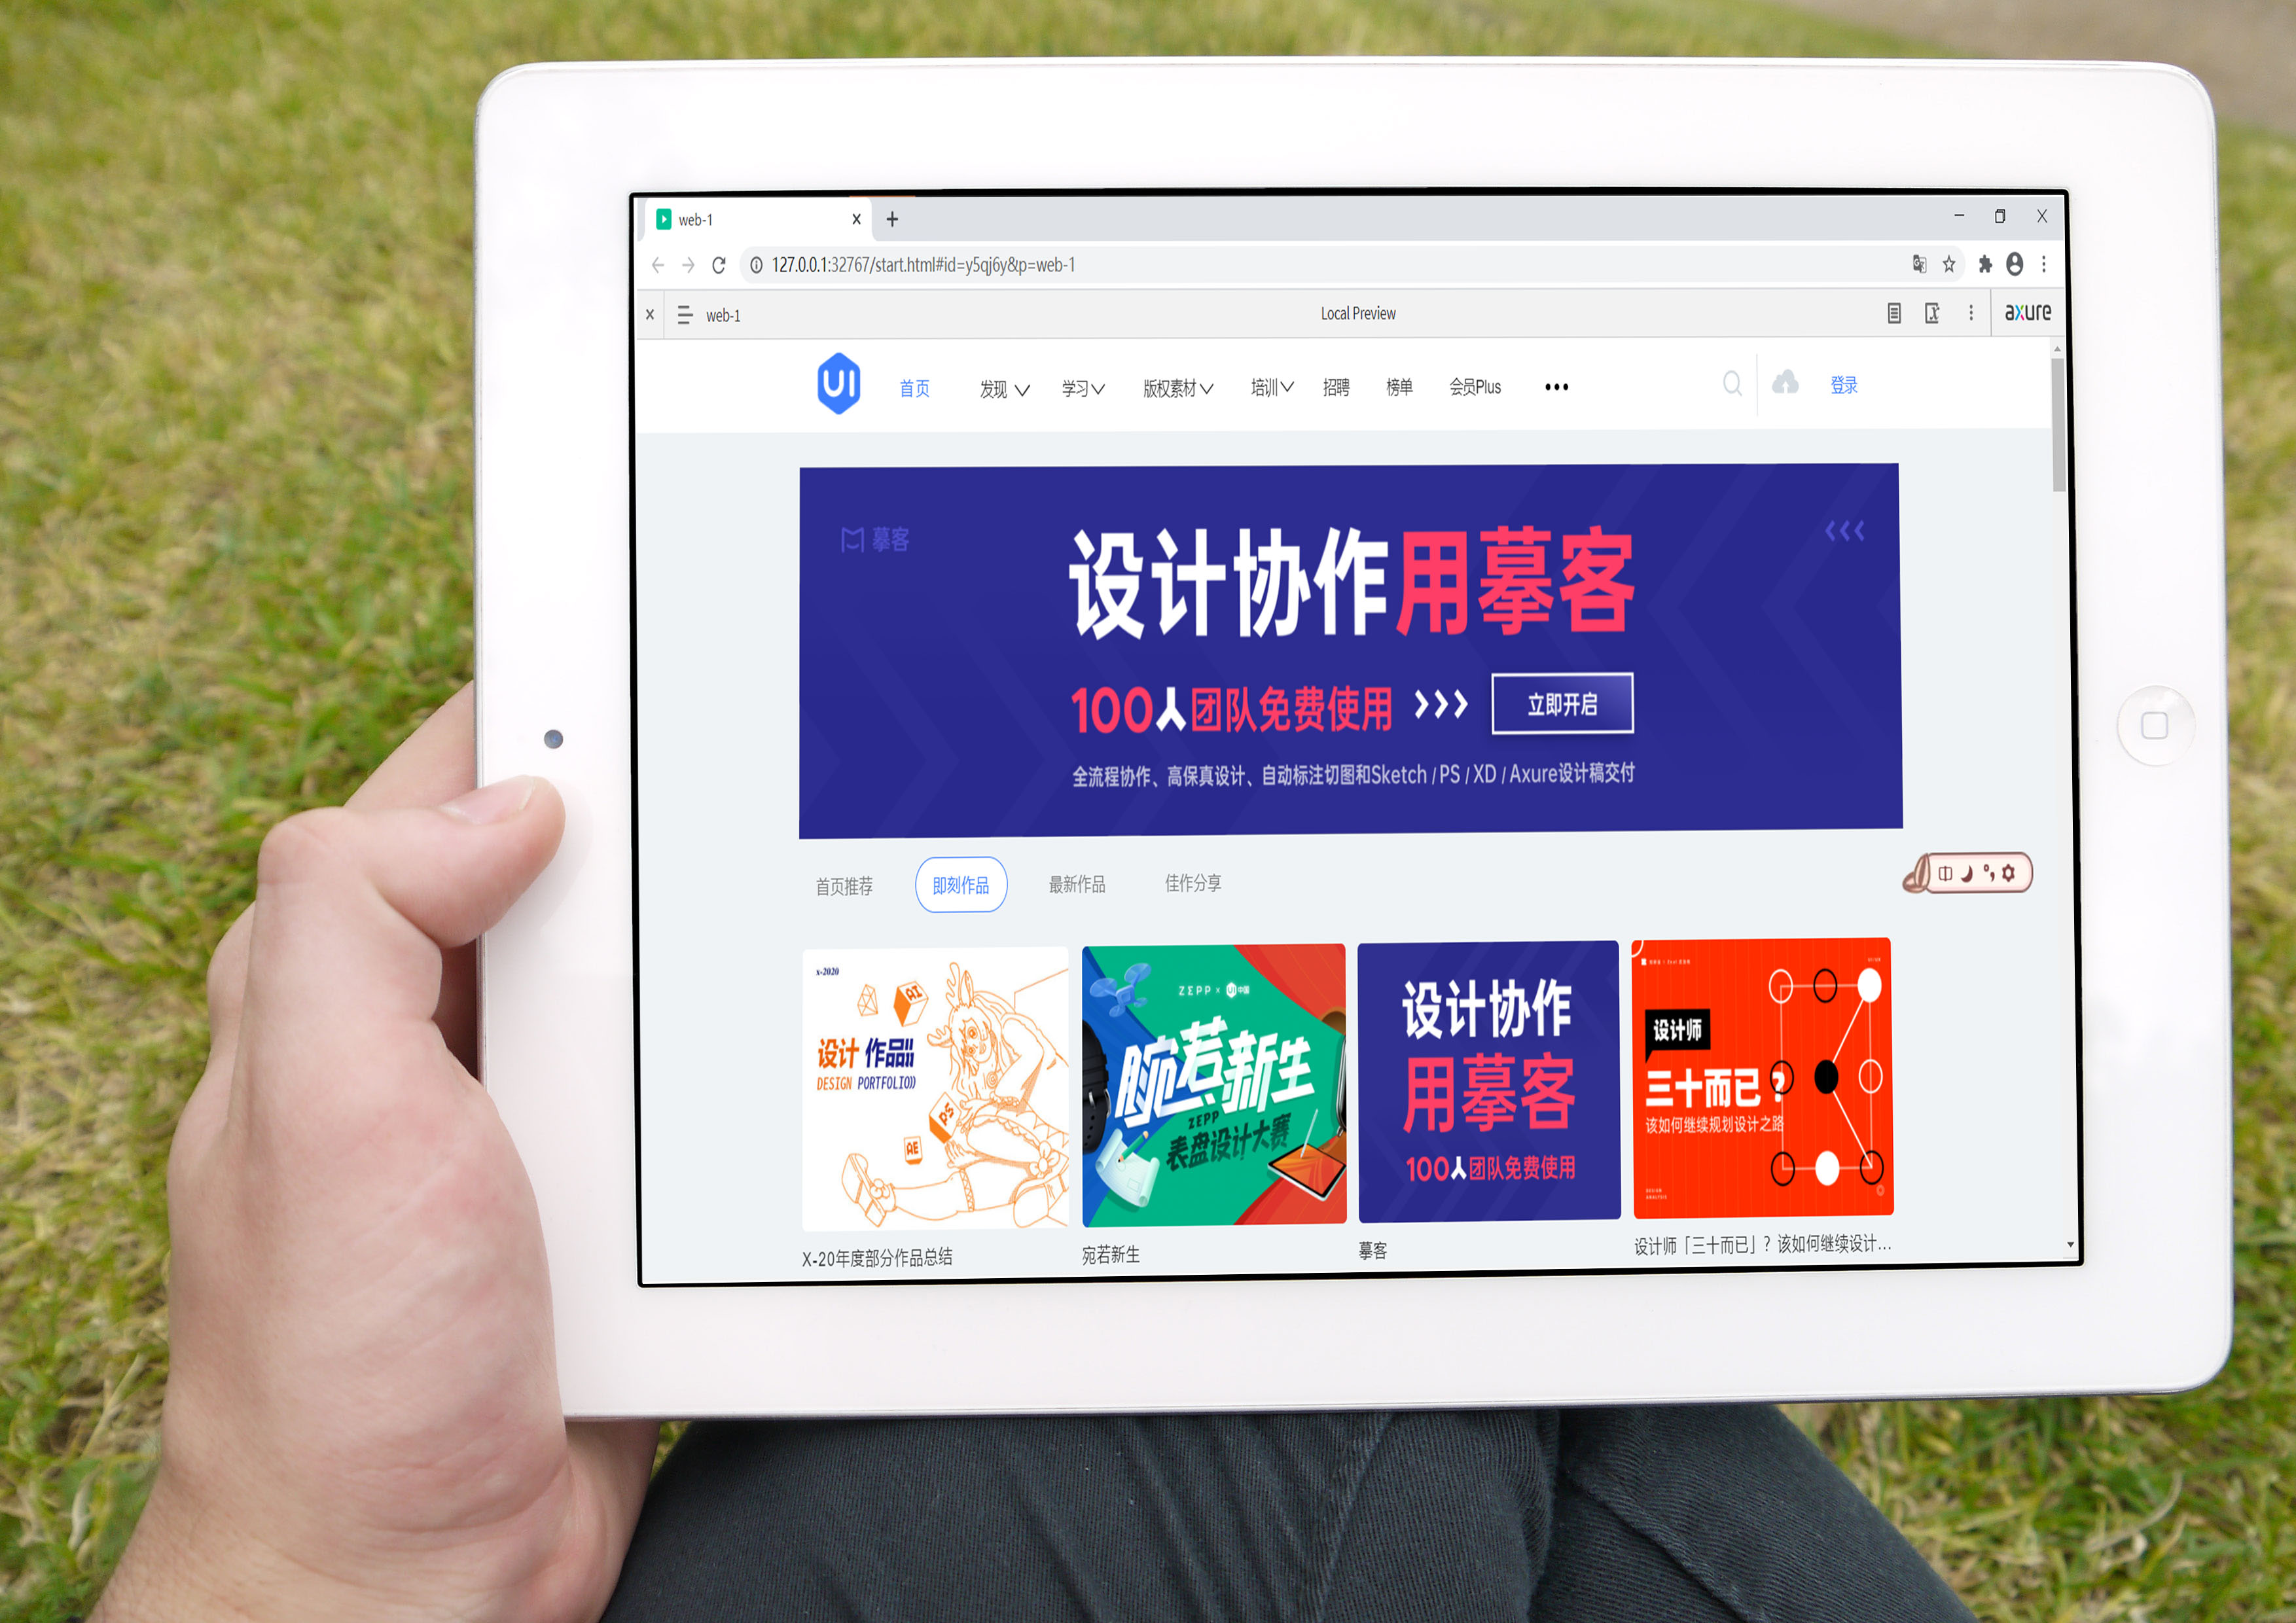 web-1
127.0.0.1:32767/start.html#id=y5qj6y&p=web-1
web-1 Local Preview axure
UI 首页 发现 学习 版权素材 培训 招聘 榜单 会员Plus 登录
摹客
设计协作用摹客
100人团队免费使用 立即开启
全流程协作、高保真设计、自动标注切图和Sketch / PS / XD / Axure设计稿交付
首页推荐 即刻作品 最新作品 佳作分享
x-2020
AI
设计 作品
DESIGN PORTFOLIO
PS
AE
ZEPP × UI中国
腕若新生
ZEPP
表盘设计大赛
设计协作
用摹客
100人团队免费使用
设计师
三十而已？
该如何继续规划设计之路
X-20年度部分作品总结
宛若新生
摹客
设计师「三十而已」？该如何继续设计...